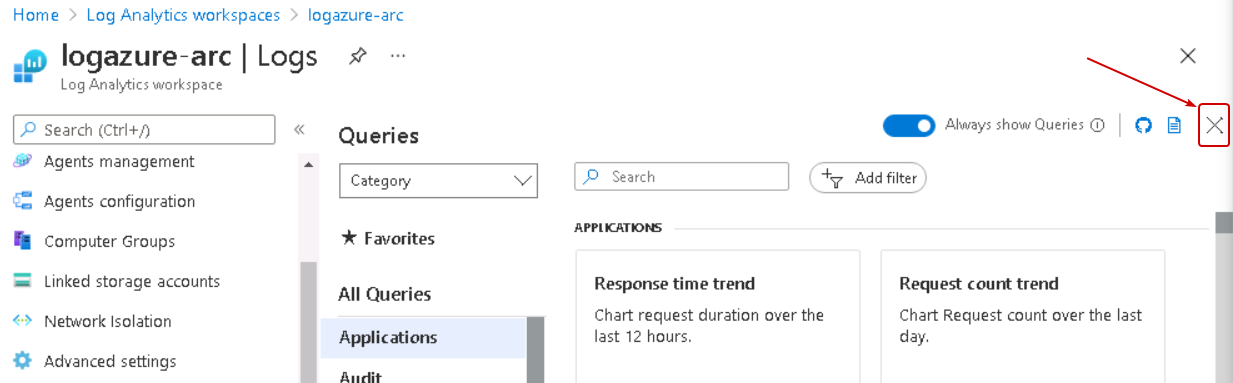 Home > Log Analytics workspaces > logazure-arc
logazure-arc | Logs
Log Analytics workspace
Search (Ctrl+/)
Agents management
Agents configuration
Computer Groups
Linked storage accounts
Network Isolation
Advanced settings
Queries
Always show Queries
Category
Search
Add filter
Favorites
All Queries
Applications
Audit
APPLICATIONS
Response time trend
Chart request duration over the
last 12 hours.
Request count trend
Chart Request count over the last
day.